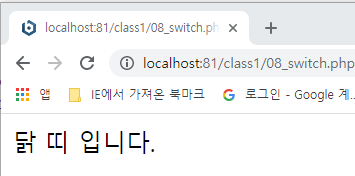 localhost:81/class1/08_switch.ph
localhost:81/class1/08_switch.php
앱 IE에서 가져온 북마크 로그인 - Google 계...
닭 띠 입니다.